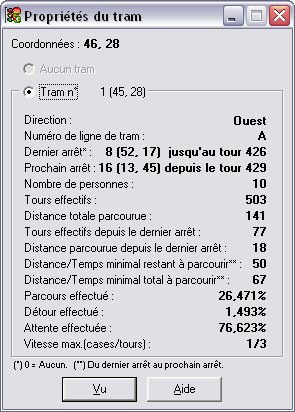 Propriétés du tram
Coordonnées : 46, 28
Aucun tram
Tram n° 1 (45, 28)
Direction : Ouest
Numéro de ligne de tram : A
Dernier arrêt* : 8 (52, 17) jusqu'au tour 426
Prochain arrêt : 16 (13, 45) depuis le tour 429
Nombre de personnes : 10
Tours effectifs : 503
Distance totale parcourue : 141
Tours effectifs depuis le dernier arrêt : 77
Distance parcourue depuis le dernier arrêt : 18
Distance/Temps minimal restant à parcourir** : 50
Distance/Temps minimal total à parcourir** : 67
Parcours effectué : 26,471%
Détour effectué : 1,493%
Attente effectuée : 76,623%
Vitesse max.(cases/tours) : 1/3
(*) 0 = Aucun. (**) Du dernier arrêt au prochain arrêt.
Vu Aide